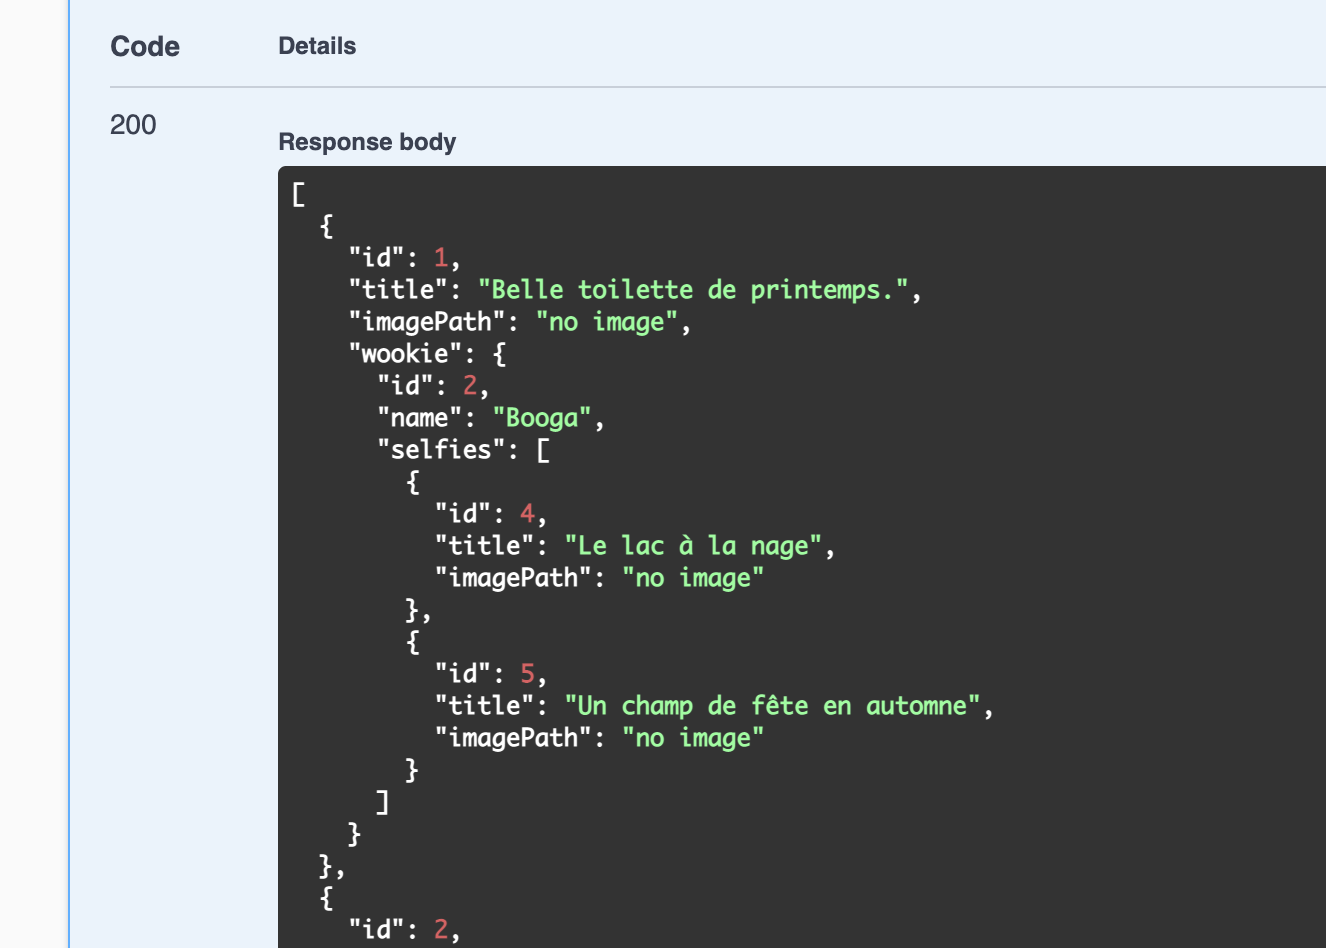 Code Details
200
Response body
[
  {
    "id": 1,
    "title": "Belle toilette de printemps.",
    "imagePath": "no image",
    "wookie": {
      "id": 2,
      "name": "Booga",
      "selfies": [
        {
          "id": 4,
          "title": "Le lac à la nage",
          "imagePath": "no image"
        },
        {
          "id": 5,
          "title": "Un champ de fête en automne",
          "imagePath": "no image"
        }
      ]
    }
  },
  {
    "id": 2,